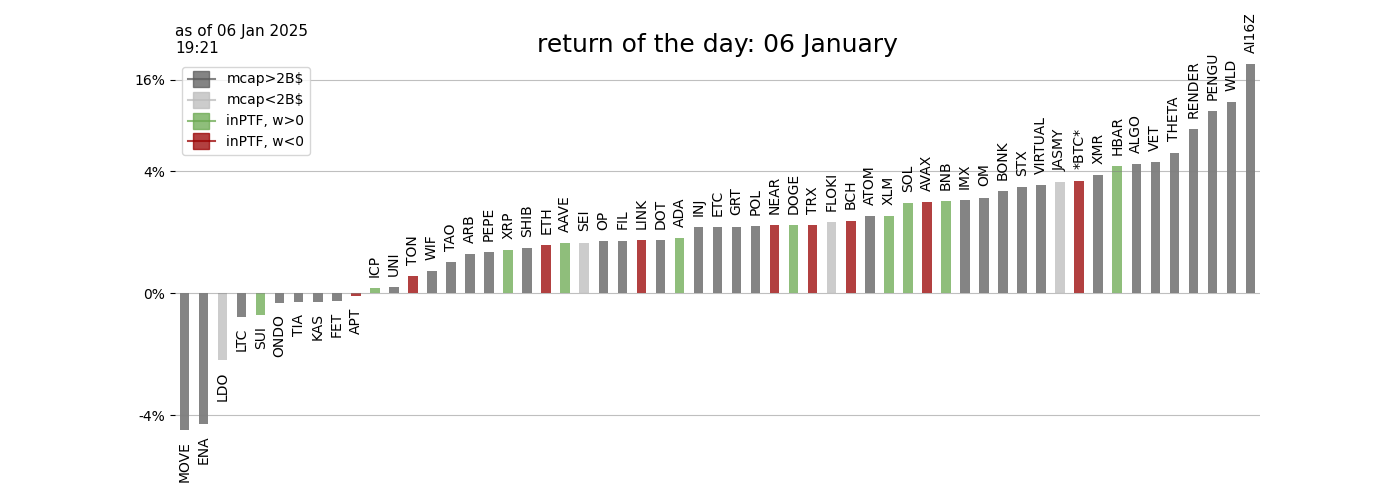 as of 06 Jan 2025
19:21
return of the day: 06 January
mcap>2B$
mcap<2B$
inPTF, w>0
inPTF, w<0
16%
4%
0%
-4%
MOVE
ENA
LDO
LTC
SUI
ONDO
TIA
KAS
FET
APT
ICP
UNI
TON
WIF
TAO
ARB
PEPE
XRP
SHIB
ETH
AAVE
SEI
OP
FIL
LINK
DOT
ADA
INJ
ETC
GRT
POL
NEAR
DOGE
TRX
FLOKI
BCH
ATOM
XLM
SOL
AVAX
BNB
IMX
OM
BONK
STX
VIRTUAL
JASMY
*BTC*
XMR
HBAR
ALGO
VET
THETA
RENDER
PENGU
WLD
AI16Z